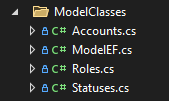 ModelClasses
C# Accounts.cs
C# ModelEF.cs
C# Roles.cs
C# Statuses.cs